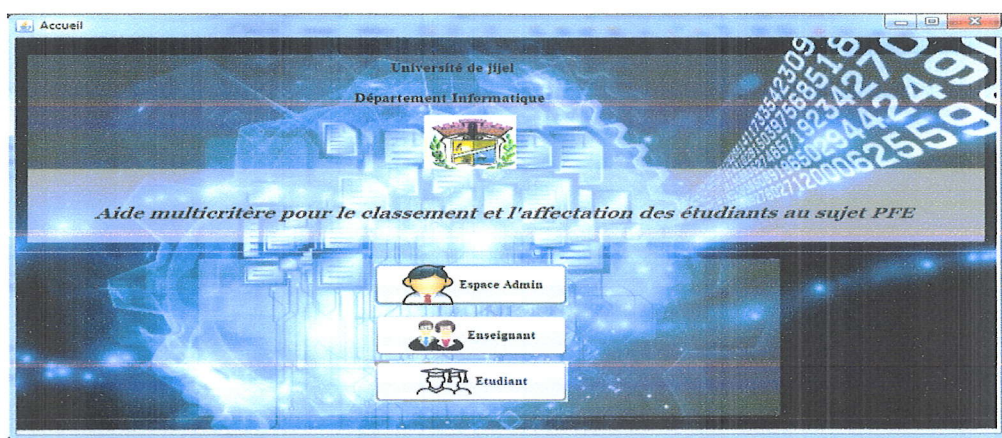 Accueil
Université de jijel
Département Informatique
Aide multicritère pour le classement et l'affectation des étudiants au sujet PFE
Espace Admin
Enseignant
Etudiant